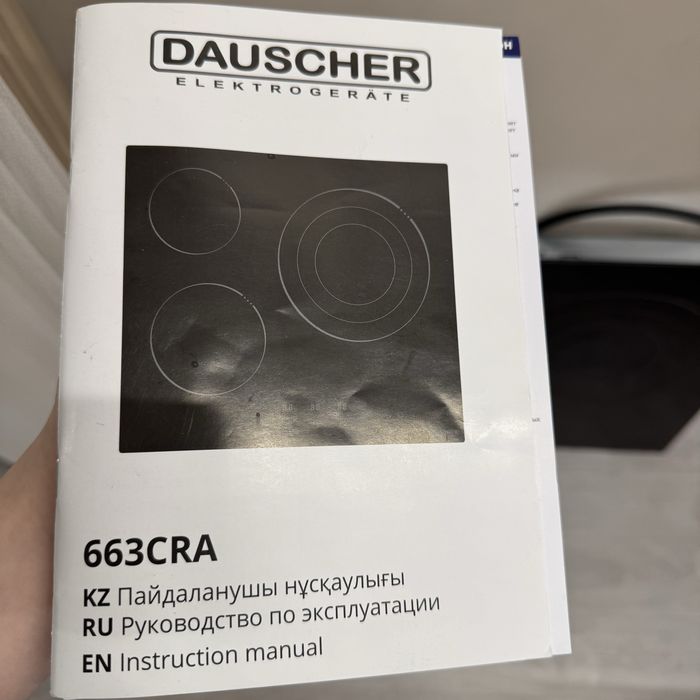 DAUSCHER
ELEKTROGERÄTE
663CRA
KZ Пайдаланушы нұсқаулығы
RU Руководство по эксплуатации
EN Instruction manual